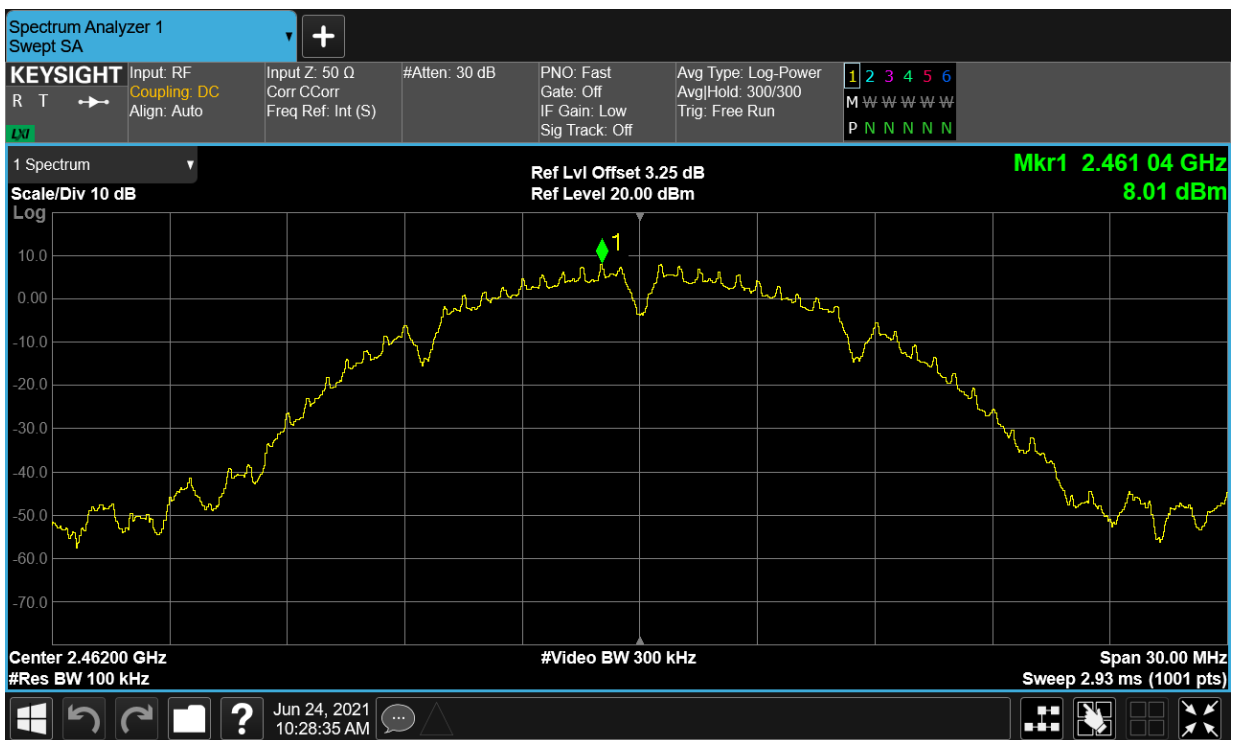 Spectrum Analyzer 1
Swept SA
KEYSIGHT
R T
LXI
Input: RF
Coupling: DC
Align: Auto
Input Z: 50 Ω
Corr CCorr
Freq Ref: Int (S)
#Atten: 30 dB
PNO: Fast
Gate: Off
IF Gain: Low
Sig Track: Off
Avg Type: Log-Power
Avg|Hold: 300/300
Trig: Free Run
1 2 3 4 5 6
M W W W W W
P N N N N N
1 Spectrum
Scale/Div 10 dB
Ref Lvl Offset 3.25 dB
Ref Level 20.00 dBm
Mkr1 2.461 04 GHz
8.01 dBm
Log
1
10.0
0.00
-10.0
-20.0
-30.0
-40.0
-50.0
-60.0
-70.0
Center 2.46200 GHz
#Res BW 100 kHz
#Video BW 300 kHz
Span 30.00 MHz
Sweep 2.93 ms (1001 pts)
Jun 24, 2021
10:28:35 AM